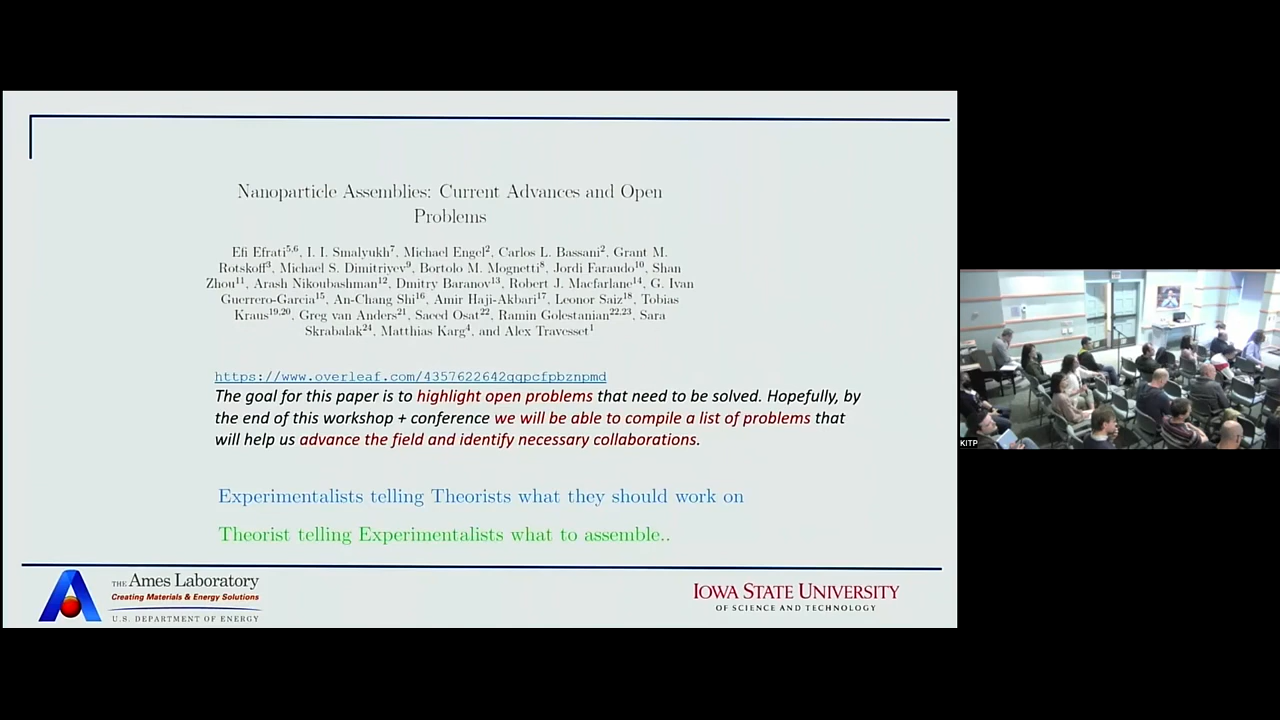 Nanoparticle Assemblies: Current Advances and Open
Problems
Efi Efrati5,6, I. I. Smalyukh7, Michael Engel2, Carlos L. Bassani2, Grant M.
Rotskoff3, Michael S. Dimitriyev9, Bortolo M. Mognetti8, Jordi Faraudo10, Shan
Zhou11, Arash Nikoubashman12, Dmitry Baranov13, Robert J. Macfarlane14, G. Ivan
Guerrero-Garcia15, An-Chang Shi16, Amir Haji-Akbari17, Leonor Saiz18, Tobias
Kraus19,20, Greg van Anders21, Saeed Osat22, Ramin Golestanian22,23, Sara
Skrabalak24, Matthias Karg4, and Alex Travesset1
https://www.overleaf.com/4357622642qqpcfpbznpmd
The goal for this paper is to highlight open problems that need to be solved. Hopefully, by
the end of this workshop + conference we will be able to compile a list of problems that
will help us advance the field and identify necessary collaborations.
Experimentalists telling Theorists what they should work on
Theorist telling Experimentalists what to assemble..
THE Ames Laboratory
Creating Materials & Energy Solutions
U.S. DEPARTMENT OF ENERGY
IOWA STATE UNIVERSITY
OF SCIENCE AND TECHNOLOGY
KITP